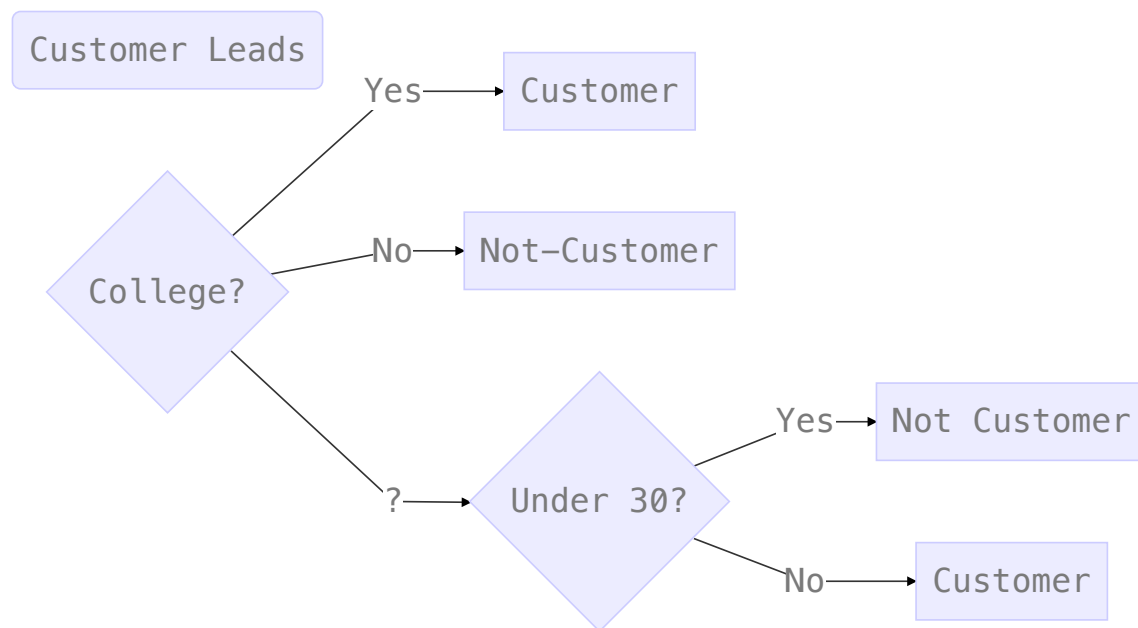 Customer Leads
Yes
Customer
College?
No
Not-Customer
?
Under 30?
Yes
Not Customer
No
Customer